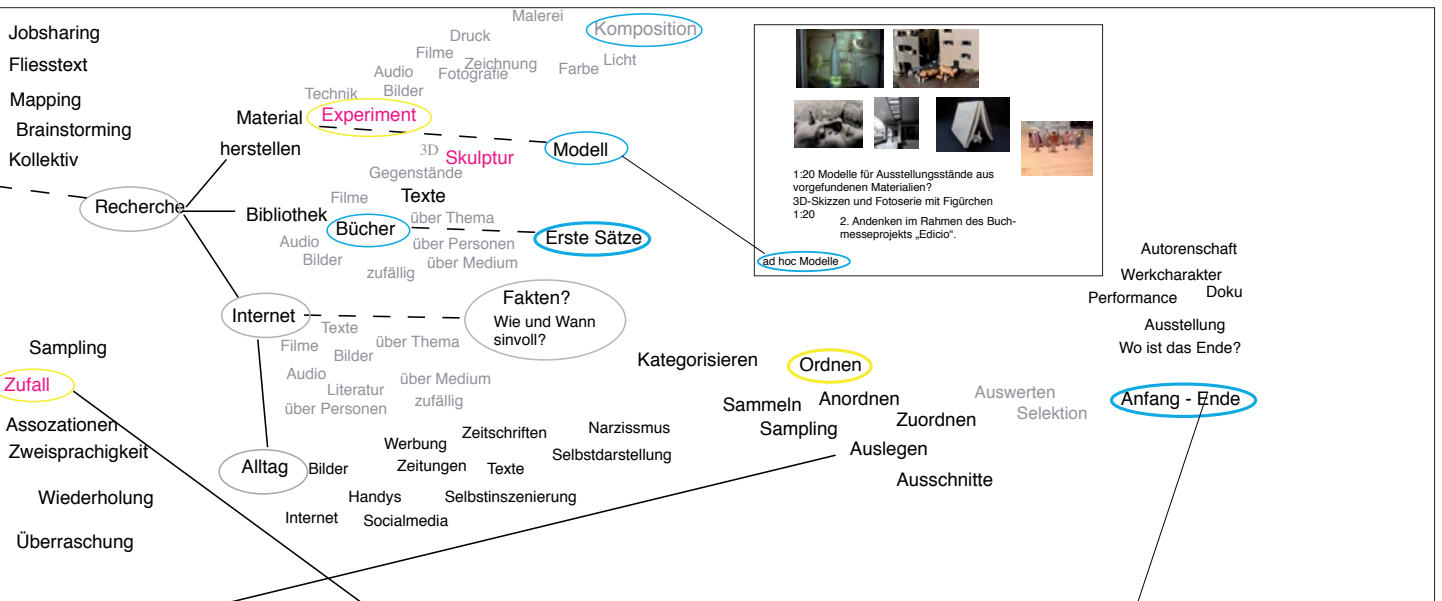 Jobsharing
Fliesstext
Mapping
Brainstorming
Kollektiv
Malerei
Komposition
Druck
Filme
Zeichnung
Licht
Audio
Fotografie
Farbe
Technik
Bilder
Material
Experiment
herstellen
3D
Skulptur
Modell
Gegenstände
Recherche
Filme
Texte
Bibliothek
Bücher
über Thema
Audio
über Personen
Erste Sätze
Bilder
über Medium
zufällig
1:20 Modelle für Ausstellungsstände aus
vorgefundenen Materialien?
3D-Skizzen und Fotoserie mit Figürchen
1:20
2. Andenken im Rahmen des Buch-
messeprojekts „Edicio“.
ad hoc Modelle
Autorenschaft
Werkcharakter
Performance
Doku
Ausstellung
Wo ist das Ende?
Internet
Fakten?
Wie und Wann
sinvoll?
Texte
Filme
über Thema
Bilder
Audio
über Medium
Literatur
zufällig
über Personen
Sampling
Zufall
Assozationen
Zweisprachigkeit
Wiederholung
Überraschung
Kategorisieren
Ordnen
Sammeln
Anordnen
Sampling
Zuordnen
Auslegen
Ausschnitte
Auswerten
Selektion
Anfang - Ende
Alltag
Bilder
Werbung
Zeitschriften
Narzissmus
Zeitungen
Texte
Selbstdarstellung
Handys
Selbstinszenierung
Internet
Socialmedia